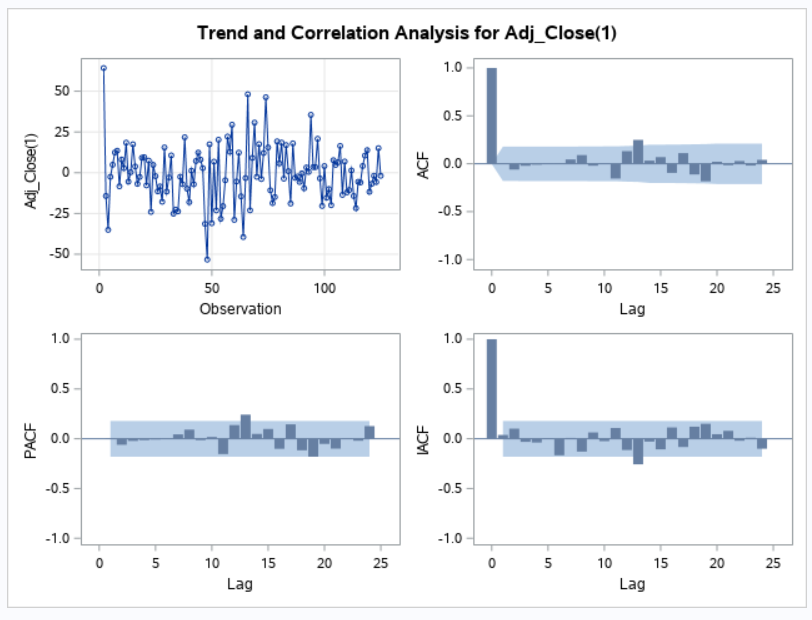 Trend and Correlation Analysis for Adj_Close(1)
Adj_Close(1)
50
25
0
-25
-50
0 50 100
Observation
ACF
1.0
0.5
0.0
-0.5
-1.0
0 5 10 15 20 25
Lag
PACF
1.0
0.5
0.0
-0.5
-1.0
0 5 10 15 20 25
Lag
IACF
1.0
0.5
0.0
-0.5
-1.0
0 5 10 15 20 25
Lag